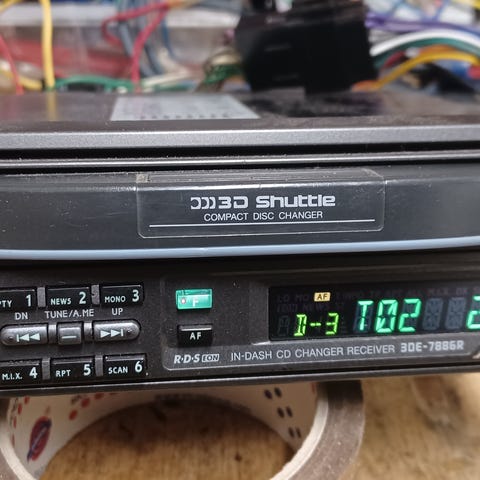 3D Shuttle
COMPACT DISC CHANGER
PTY 1 NEWS 2 MONO 3
DN TUNE/A.ME UP
M.I.X. 4 RPT 5 SCAN 6
F
AF
R·D·S EON IN-DASH CD CHANGER RECEIVER 3DE-7886R
AF
D-3 T02 2